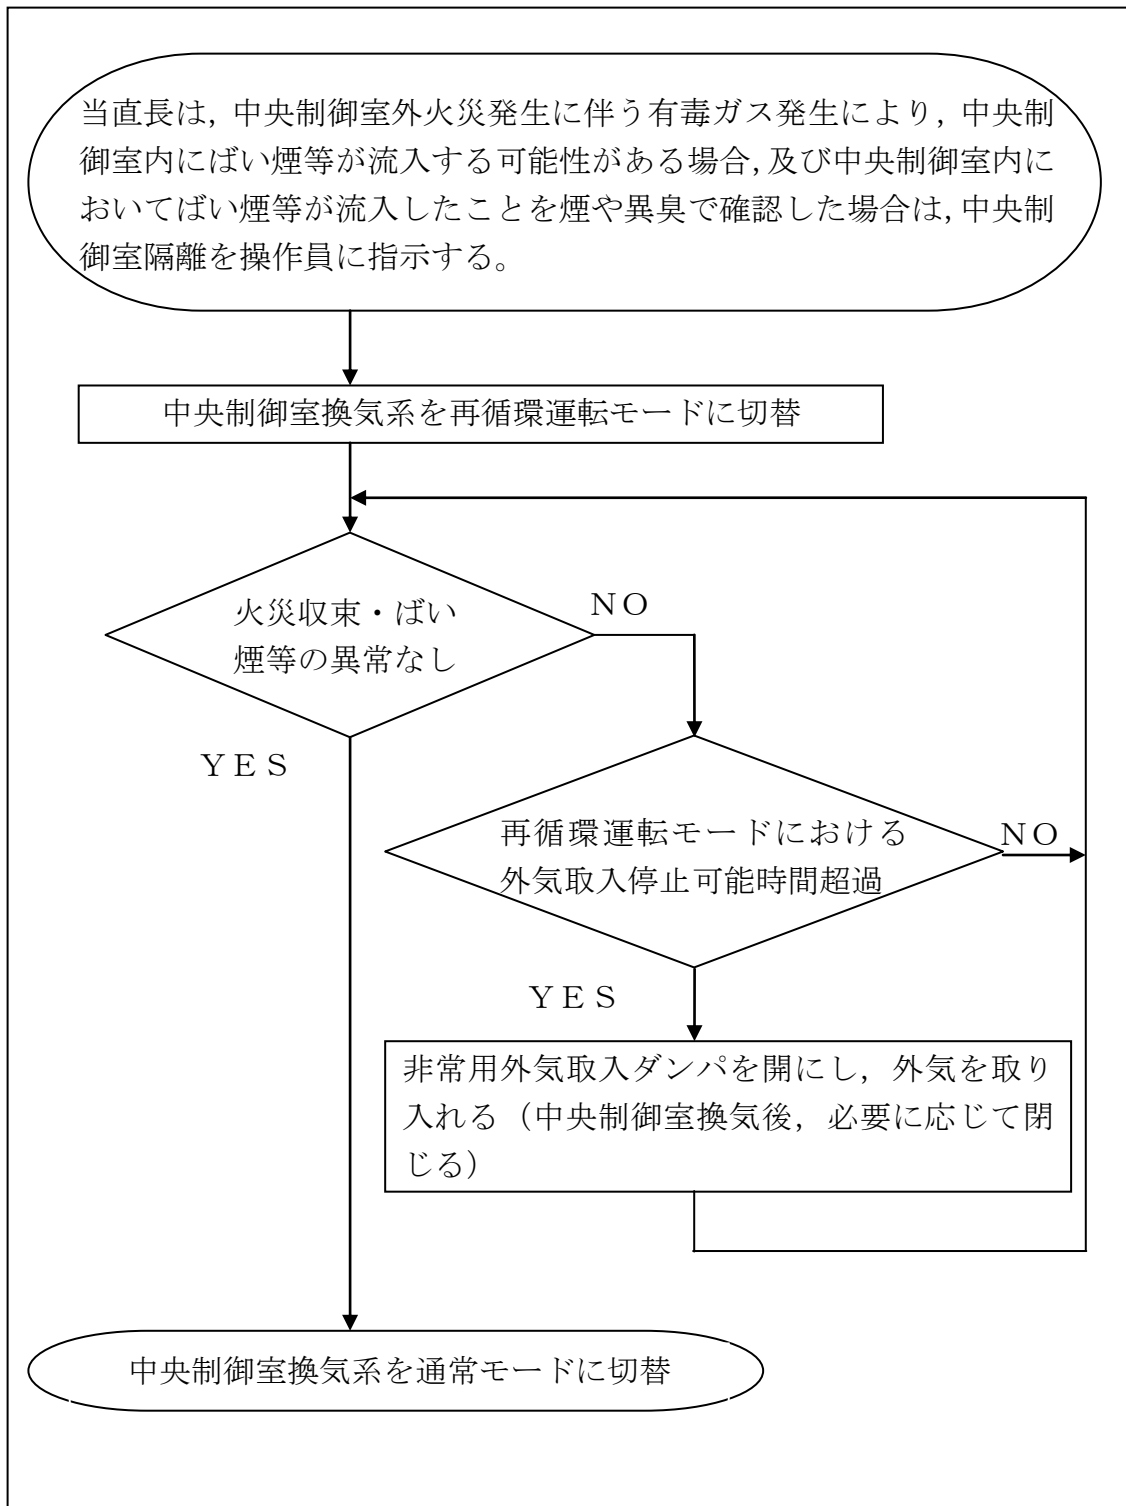 当直長は，中央制御室外火災発生に伴う有毒ガス発生により，中央制
御室内にばい煙等が流入する可能性がある場合，及び中央制御室内に
おいてばい煙等が流入したことを煙や異臭で確認した場合は，中央制
御室隔離を操作員に指示する。
中央制御室換気系を再循環運転モードに切替
火災収束・ばい
煙等の異常なし
ＮＯ
ＹＥＳ
再循環運転モードにおける
外気取入停止可能時間超過
ＮＯ
ＹＥＳ
非常用外気取入ダンパを開にし，外気を取り
入れる（中央制御室換気後，必要に応じて閉
じる）
中央制御室換気系を通常モードに切替